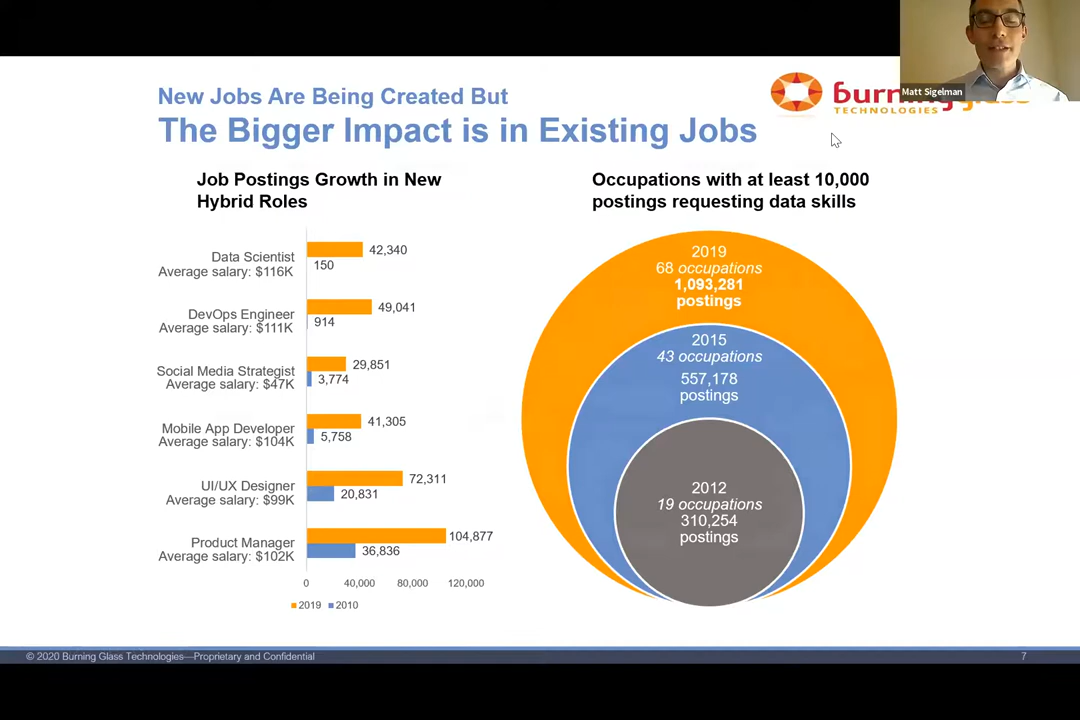 Matt Sigelman
New Jobs Are Being Created But
The Bigger Impact is in Existing Jobs
TECHNOLOGIES
Job Postings Growth in New
Hybrid Roles
Data Scientist
Average salary: $116K
42,340
150
DevOps Engineer
Average salary: $111K
49,041
914
Social Media Strategist
Average salary: $47K
29,851
3,774
Mobile App Developer
Average salary: $104K
41,305
5,758
UI/UX Designer
Average salary: $99K
72,311
20,831
Product Manager
Average salary: $102K
104,877
36,836
0 40,000 80,000 120,000
2019 2010
Occupations with at least 10,000
postings requesting data skills
2019
68 occupations
1,093,281
postings
2015
43 occupations
557,178
postings
2012
19 occupations
310,254
postings
© 2020 Burning Glass Technologies—Proprietary and Confidential
7